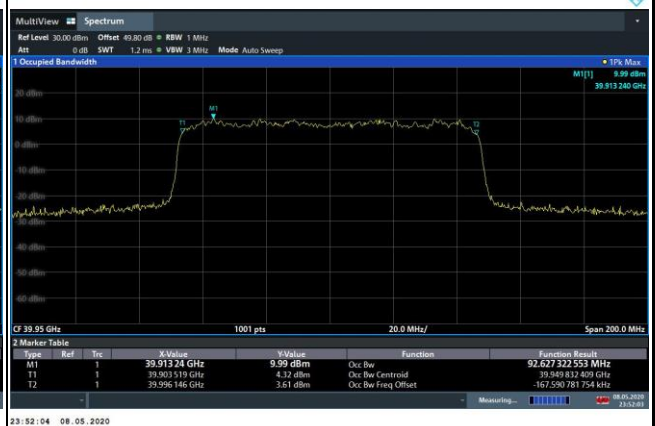 MultiView Spectrum
Ref Level 30.00 dBm Offset 49.80 dB RBW 1 MHz
Att 0 dB SWT 1.2 ms VBW 3 MHz Mode Auto Sweep
1 Occupied Bandwidth 1Pk Max
M1[1] 9.99 dBm
39.913 240 GHz
20 dBm
M1
10 dBm
T1
T2
0 dBm
-10 dBm
-20 dBm
-30 dBm
-40 dBm
-50 dBm
-60 dBm
CF 39.95 GHz 1001 pts 20.0 MHz/ Span 200.0 MHz
2 Marker Table
Type Ref Trc X-Value Y-Value Function Function Result
M1 1 39.913 24 GHz 9.99 dBm Occ Bw 92.627 322 553 MHz
T1 1 39.903 519 GHz 4.32 dBm Occ Bw Centroid 39.949 832 409 GHz
T2 1 39.996 146 GHz 3.61 dBm Occ Bw Freq Offset -167.590 781 754 kHz
Measuring... 08.05.2020
23:52:03
23:52:04 08.05.2020